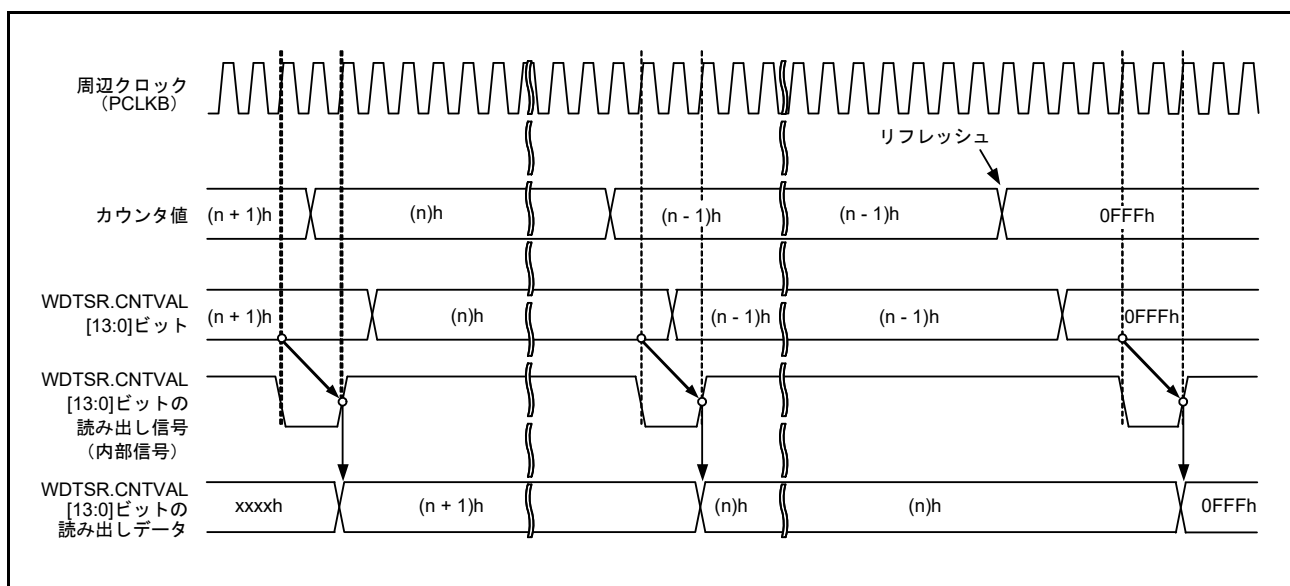 周辺クロック
（PCLKB）
リフレッシュ
カウンタ値
(n + 1)h
(n)h
(n - 1)h
(n - 1)h
0FFFh
WDTSR.CNTVAL
[13:0]ビット
(n + 1)h
(n)h
(n - 1)h
(n - 1)h
0FFFh
WDTSR.CNTVAL
[13:0]ビットの
読み出し信号
（内部信号）
WDTSR.CNTVAL
[13:0]ビットの
読み出しデータ
xxxxh
(n + 1)h
(n)h
(n)h
0FFFh